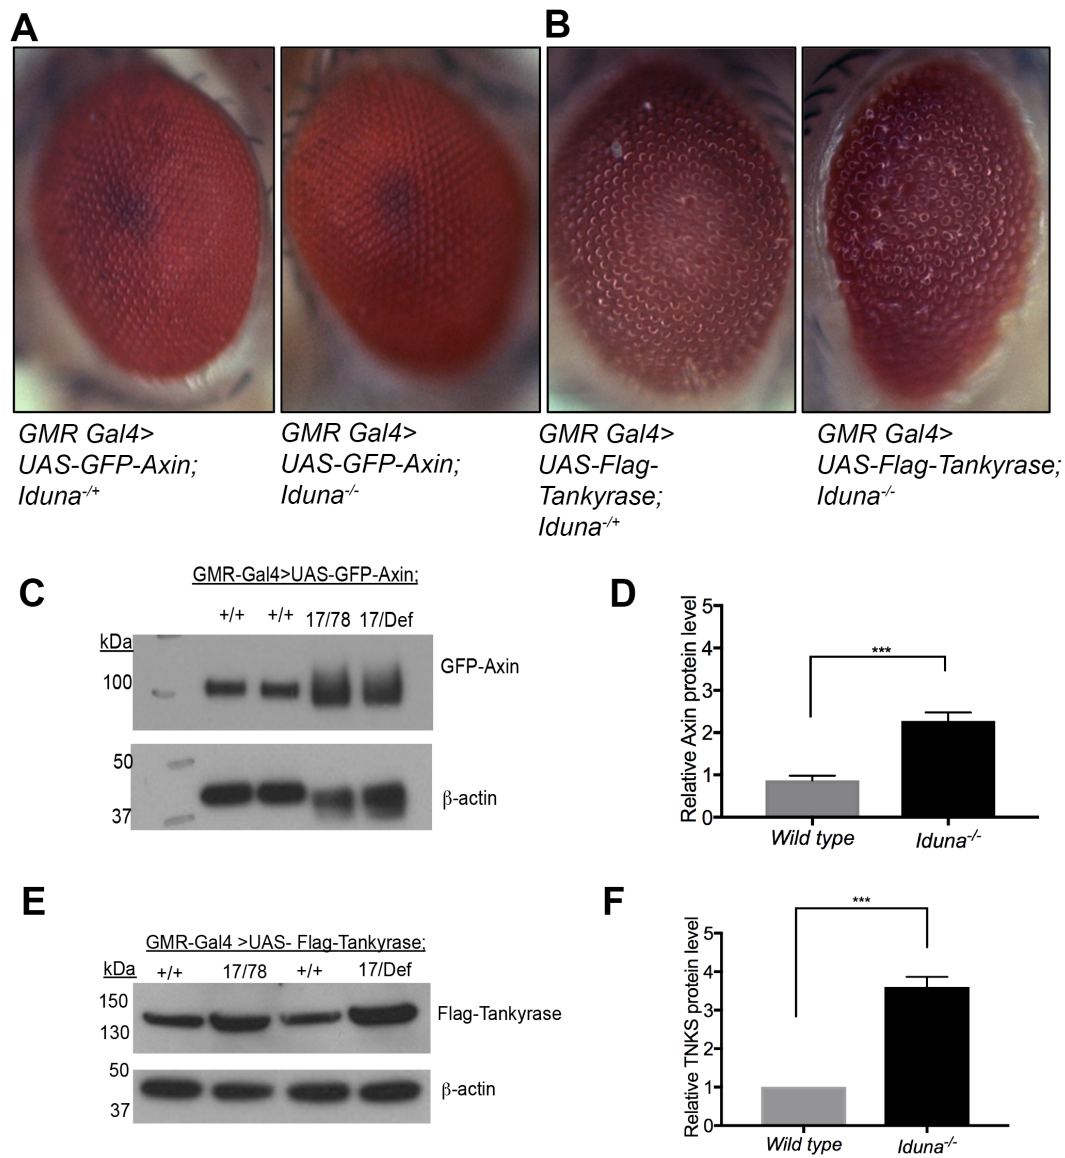 A
B
GMR Gal4>
UAS-GFP-Axin;
Iduna-/+
GMR Gal4>
UAS-GFP-Axin;
Iduna-/-
GMR Gal4>
UAS-Flag-
Tankyrase;
Iduna-/+
GMR Gal4>
UAS-Flag-Tankyrase;
Iduna-/-
C
GMR-Gal4>UAS-GFP-Axin;
+/+ +/+ 17/78 17/Def
kDa
100
GFP-Axin
50
37
β-actin
D
Relative Axin protein level
5
4
3
2
1
0
***
Wild type
Iduna-/-
E
GMR-Gal4 >UAS- Flag-Tankyrase;
kDa
+/+ 17/78 +/+ 17/Def
150
130
Flag-Tankyrase
50
37
β-actin
F
Relative TNKS protein level
5
4
3
2
1
0
***
Wild type
Iduna-/-